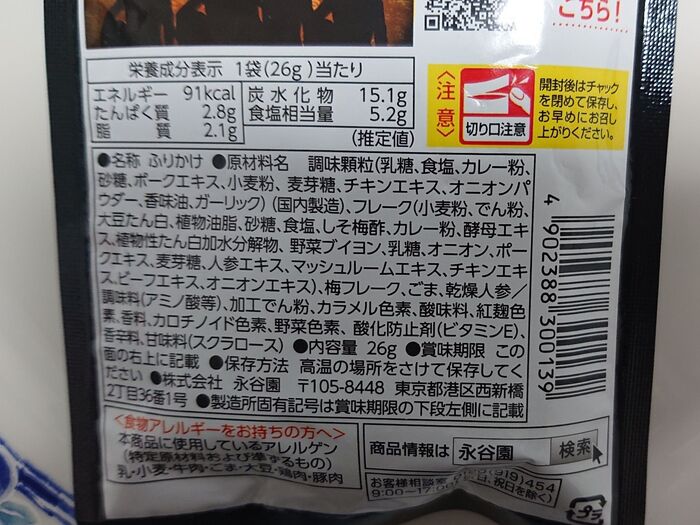 こちら!
栄養成分表示 1袋(26g)当たり
エネルギー 91kcal
たんぱく質 2.8g
脂質 2.1g
炭水化物 15.1g
食塩相当量 5.2g
(推定値)
〈注意〉
切り口注意
開封後はチャック
を閉めて保存し、
お早めにお召し
上がりください。
●名称 ふりかけ ●原材料名 調味顆粒(乳糖、食塩、カレー粉、
砂糖、ポークエキス、小麦粉、麦芽糖、チキンエキス、オニオンパ
ウダー、香味油、ガーリック)(国内製造)、フレーク(小麦粉、でん粉、
大豆たん白、植物油脂、砂糖、食塩、しそ梅酢、カレー粉、酵母エキ
ス、植物性たん白加水分解物、野菜ブイヨン、乳糖、オニオン、ポー
クエキス、麦芽糖、人参エキス、マッシュルームエキス、チキンエキ
ス、ビーフエキス、オニオンエキス)、梅フレーク、ごま、乾燥人参/
調味料(アミノ酸等)、加工でん粉、カラメル色素、酸味料、紅麹色
素、香料、カロチノイド色素、野菜色素、酸化防止剤(ビタミンE)、
香辛料、甘味料(スクラロース) ●内容量 26g ●賞味期限 この
面の右上に記載 ●保存方法 高温の場所をさけて保存してく
ださい ●株式会社 永谷園 〒105-8448 東京都港区西新橋
2丁目36番1号 ●製造所固有記号は賞味期限の下段左側に記載
4 902388 300139
<食物アレルギーをお持ちの方へ>
本商品に使用しているアレルゲン
(特定原材料および準ずるもの)
乳・小麦・牛肉・ごま・大豆・鶏肉・豚肉
商品情報は 永谷園 検索
お客様相談室
9:00~17:00
日、祝日を除く)
プラ